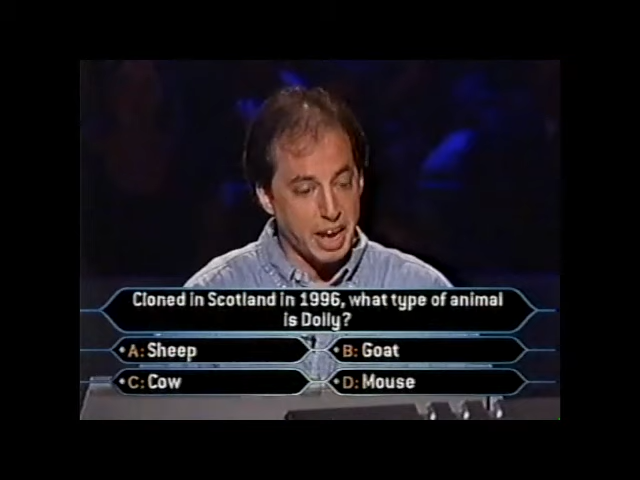 Cloned in Scotland in 1996, what type of animal
is Dolly?
A: Sheep
B: Goat
C: Cow
D: Mouse